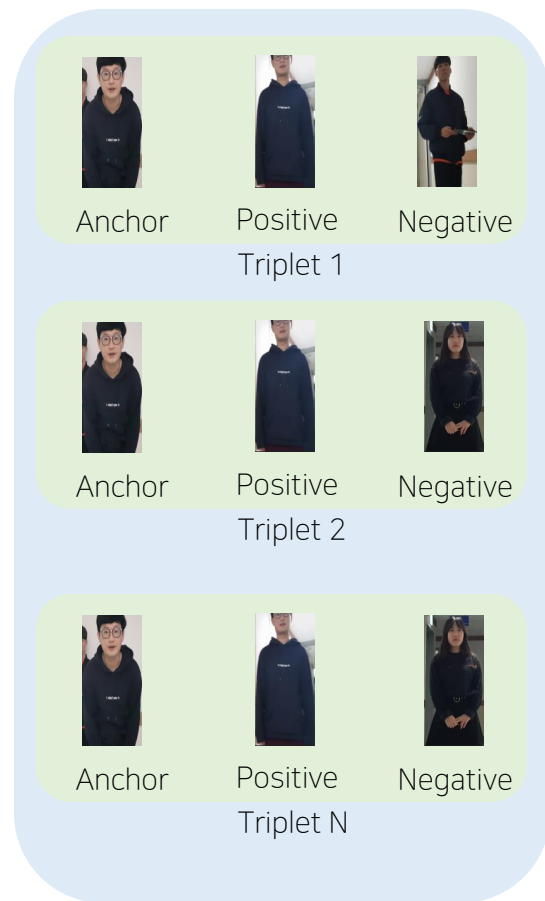 Anchor Positive Negative
Triplet 1
Anchor Positive Negative
Triplet 2
Anchor Positive Negative
Triplet N